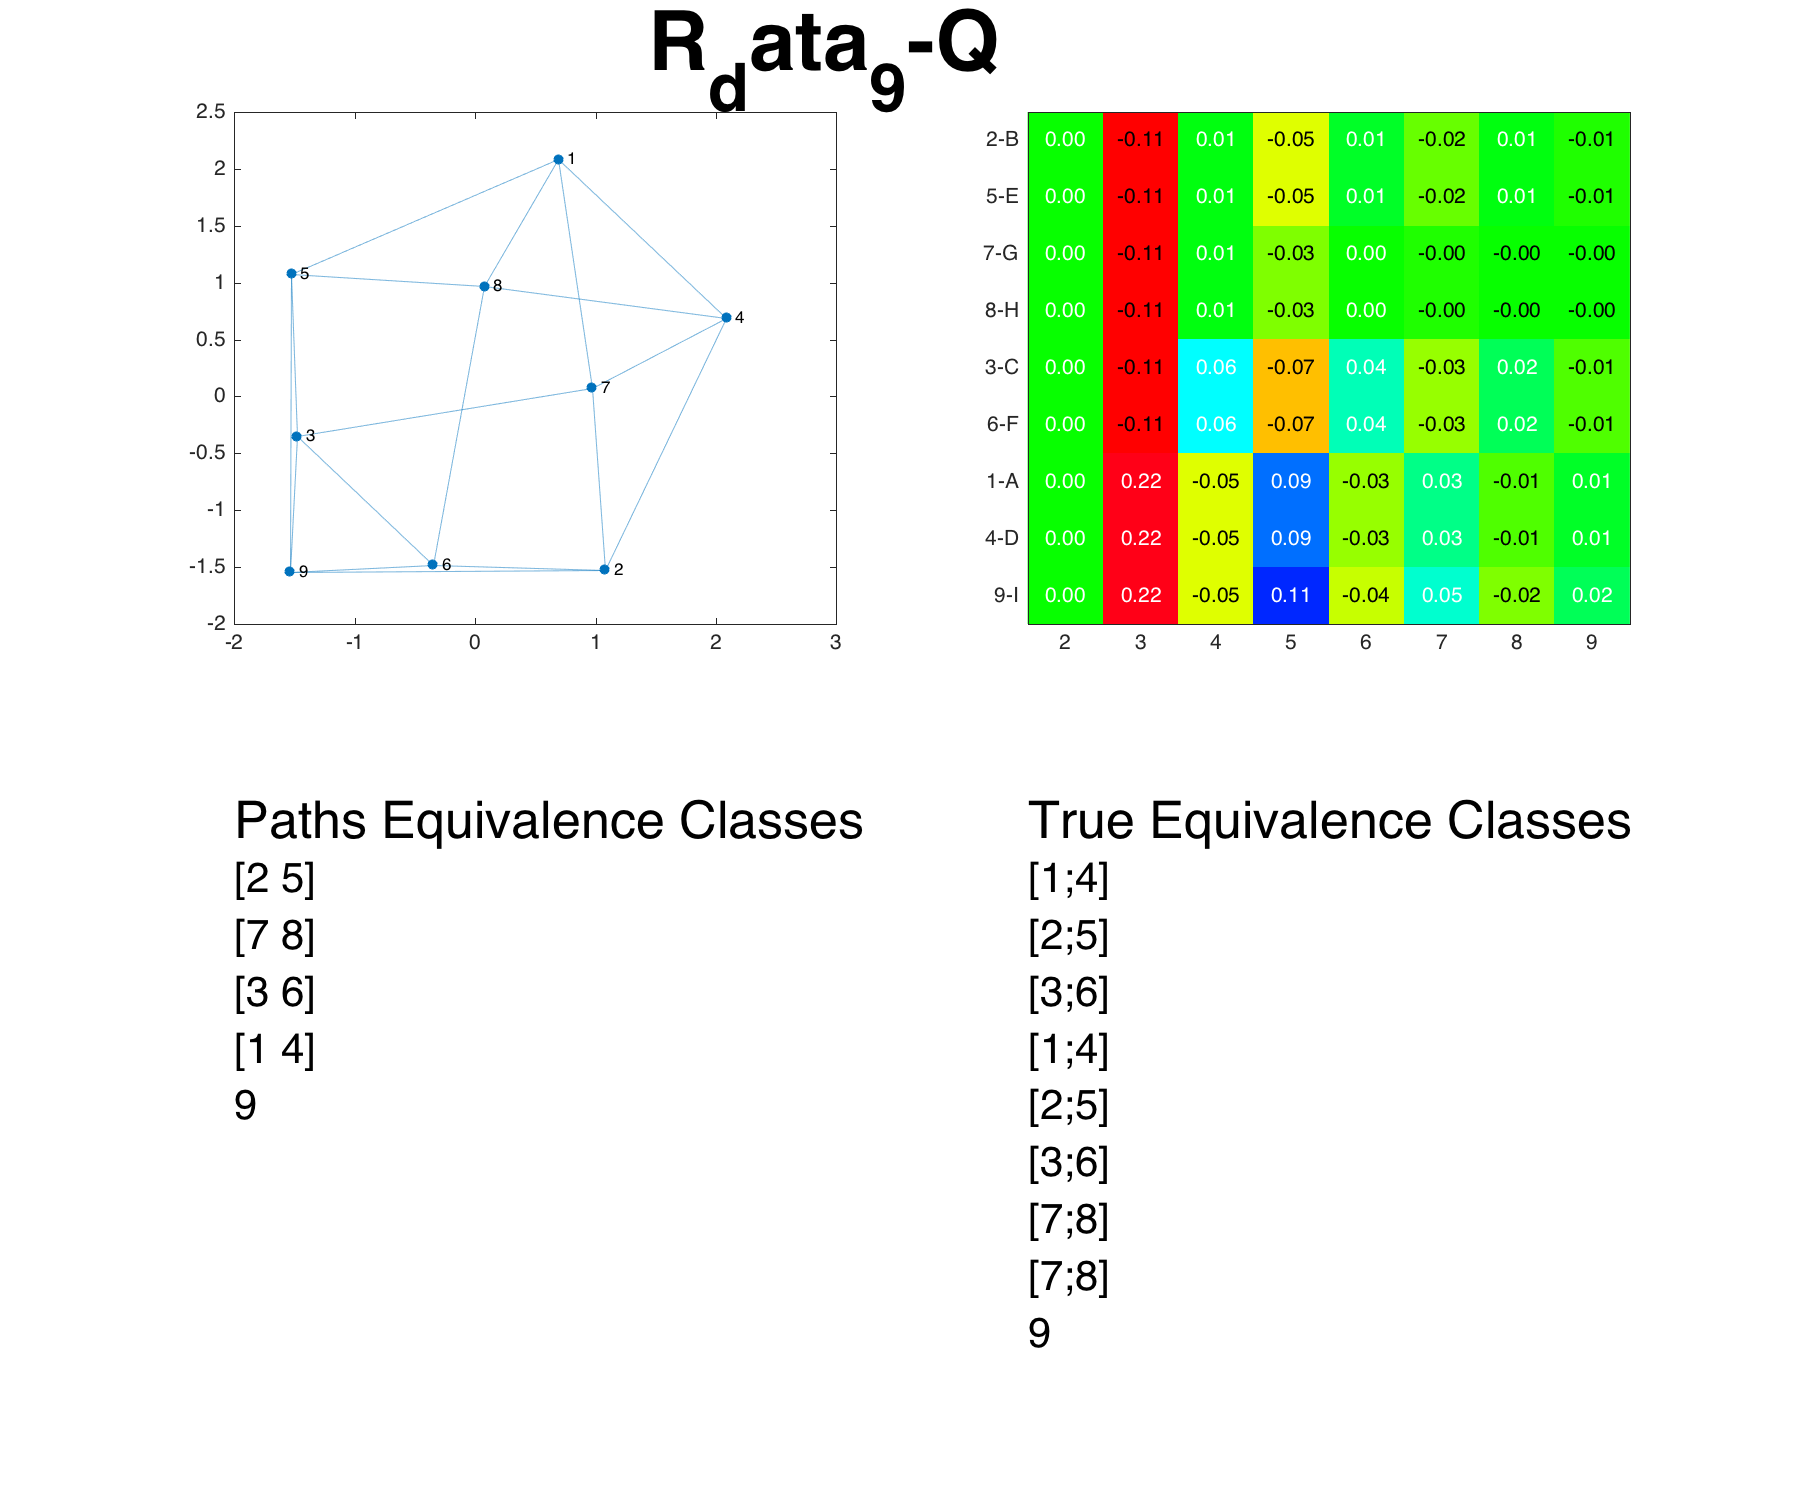 R_data_9-Q
2.5
2
1.5
1
0.5
0
-0.5
-1
-1.5
-2
-2 -1 0 1 2 3
1
5
8
4
7
3
9
6
2
2-B 0.00 -0.11 0.01 -0.05 0.01 -0.02 0.01 -0.01
5-E 0.00 -0.11 0.01 -0.05 0.01 -0.02 0.01 -0.01
7-G 0.00 -0.11 0.01 -0.03 0.00 -0.00 -0.00 -0.00
8-H 0.00 -0.11 0.01 -0.03 0.00 -0.00 -0.00 -0.00
3-C 0.00 -0.11 0.06 -0.07 0.04 -0.03 0.02 -0.01
6-F 0.00 -0.11 0.06 -0.07 0.04 -0.03 0.02 -0.01
1-A 0.00 0.22 -0.05 0.09 -0.03 0.03 -0.01 0.01
4-D 0.00 0.22 -0.05 0.09 -0.03 0.03 -0.01 0.01
9-I 0.00 0.22 -0.05 0.11 -0.04 0.05 -0.02 0.02
2 3 4 5 6 7 8 9
Paths Equivalence Classes
[2 5]
[7 8]
[3 6]
[1 4]
9
True Equivalence Classes
[1;4]
[2;5]
[3;6]
[1;4]
[2;5]
[3;6]
[7;8]
[7;8]
9